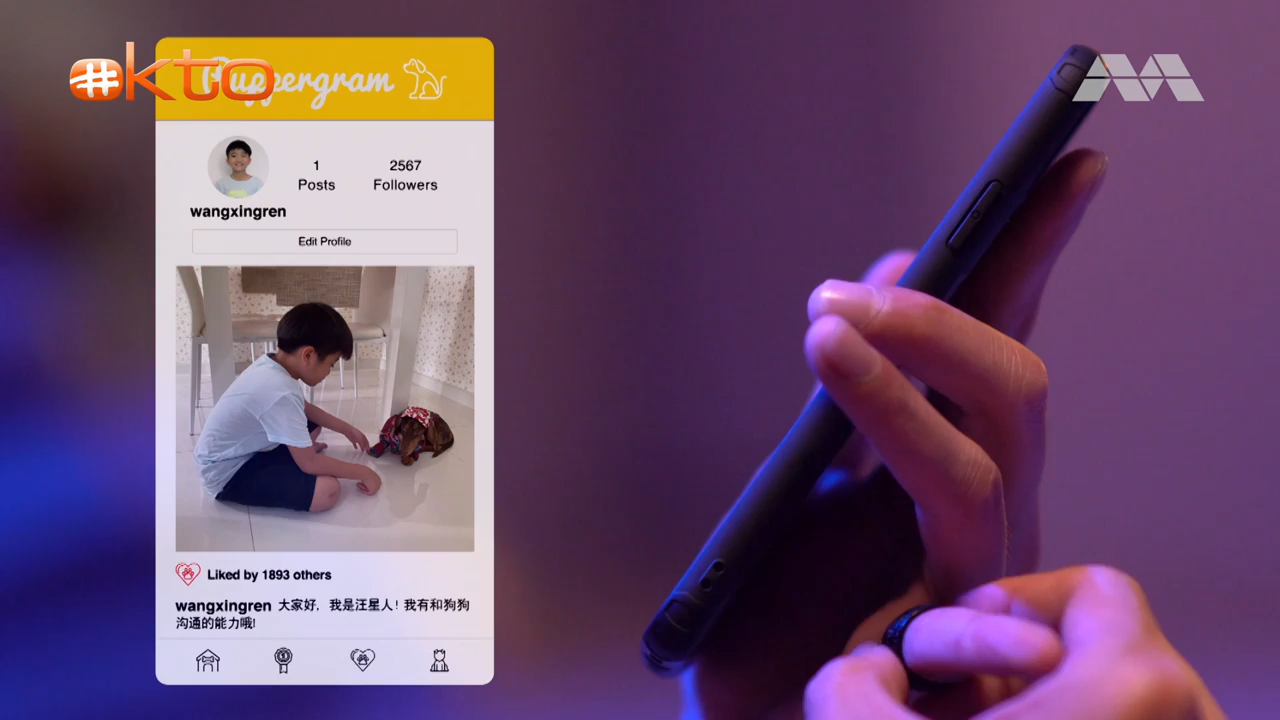 #kto
Puppergram
1
Posts
2567
Followers
wangxingren
Edit Profile
Liked by 1893 others
wangxingren 大家好，我是汪星人！我有和狗狗
沟通的能力哦!